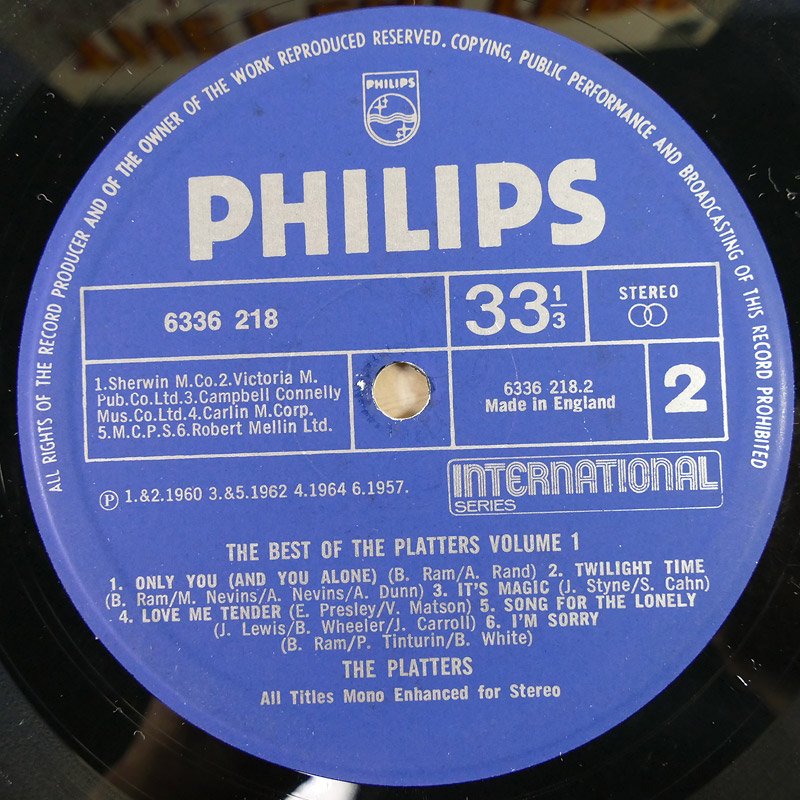 ALL RIGHTS OF THE RECORD PRODUCER AND OF THE OWNER OF THE WORK REPRODUCED RESERVED. COPYING, PUBLIC PERFORMANCE AND BROADCASTING OF THIS RECORD PROHIBITED
PHILIPS
PHILIPS
6336 218
33 1/3
STEREO
1.Sherwin M.Co.2.Victoria M.
Pub.Co.Ltd.3.Campbell Connelly
Mus.Co.Ltd.4.Carlin M.Corp.
5.M.C.P.S.6.Robert Mellin Ltd.
6336 218.2
Made in England
2
Ⓟ 1.&2.1960 3.&5.1962 4.1964 6.1957.
INTERNATIONAL
SERIES
THE BEST OF THE PLATTERS VOLUME 1
1. ONLY YOU (AND YOU ALONE) (B. Ram/A. Rand) 2. TWILIGHT TIME
(B. Ram/M. Nevins/A. Nevins/A. Dunn) 3. IT'S MAGIC (J. Styne/S. Cahn)
4. LOVE ME TENDER (E. Presley/V. Matson) 5. SONG FOR THE LONELY
(J. Lewis/B. Wheeler/J. Carroll) 6. I'M SORRY
(B. Ram/P. Tinturin/B. White)
THE PLATTERS
All Titles Mono Enhanced for Stereo